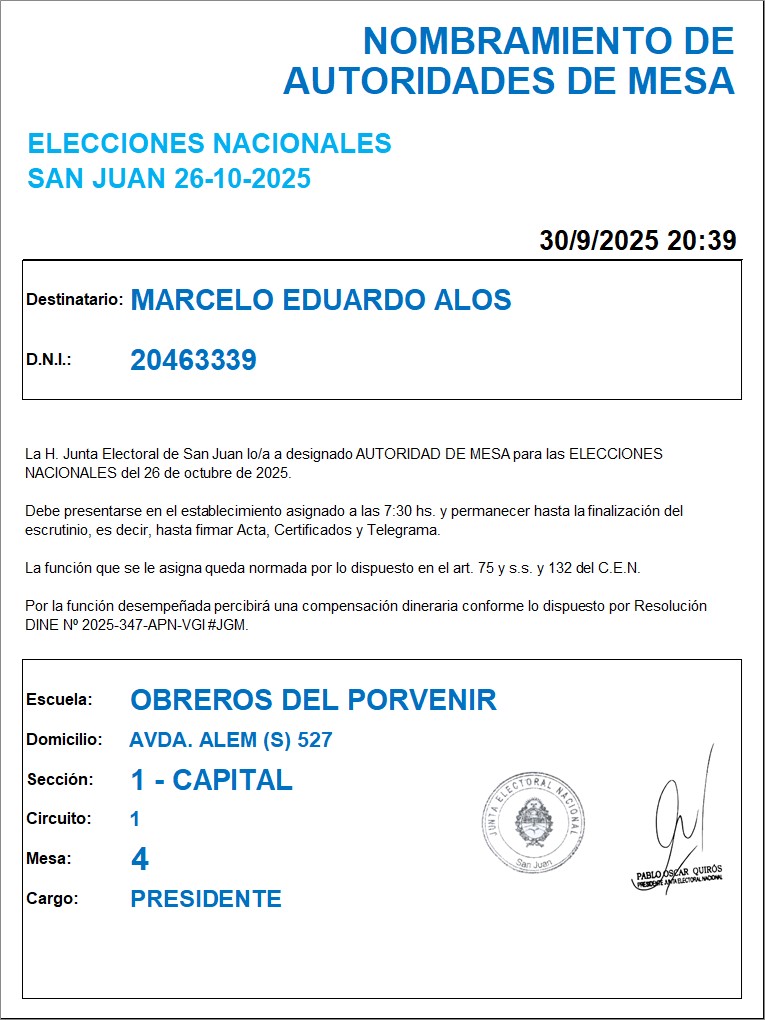 NOMBRAMIENTO DE
AUTORIDADES DE MESA
ELECCIONES NACIONALES
SAN JUAN 26-10-2025
30/9/2025 20:39
Destinatario: MARCELO EDUARDO ALOS
D.N.I.: 20463339
La H. Junta Electoral de San Juan lo/a a designado AUTORIDAD DE MESA para las ELECCIONES
NACIONALES del 26 de octubre de 2025.
Debe presentarse en el establecimiento asignado a las 7:30 hs. y permanecer hasta la finalización del
escrutinio, es decir, hasta firmar Acta, Certificados y Telegrama.
La función que se le asigna queda normada por lo dispuesto en el art. 75 y s.s. y 132 del C.E.N.
Por la función desempeñada percibirá una compensación dineraria conforme lo dispuesto por Resolución
DINE Nº 2025-347-APN-VGI#JGM.
Escuela: OBREROS DEL PORVENIR
Domicilio: AVDA. ALEM (S) 527
Sección: 1 - CAPITAL
Circuito: 1
Mesa: 4
Cargo: PRESIDENTE
JUNTA ELECTORAL NACIONAL
San Juan
PABLO OSCAR QUIRÓS
PRESIDENTE JUNTA ELECTORAL NACIONAL